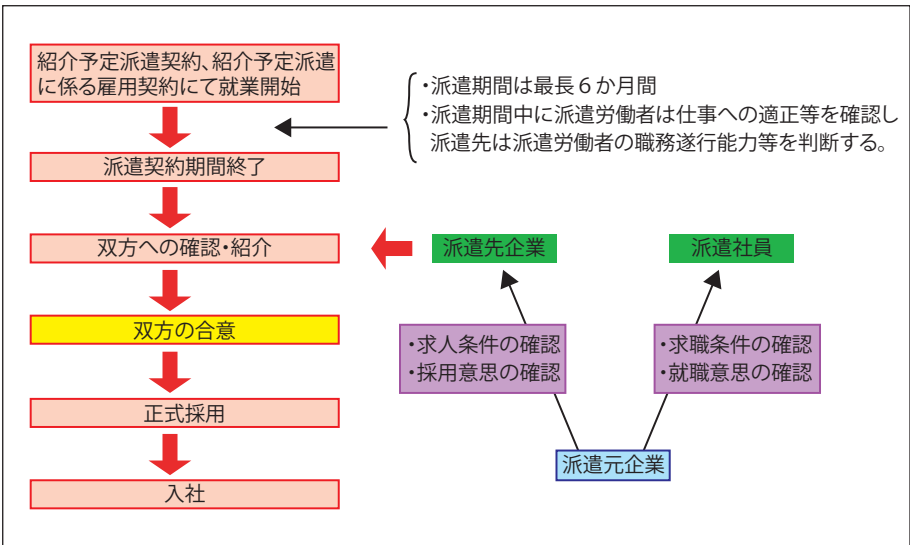 紹介予定派遣契約、紹介予定派遣
に係る雇用契約にて就業開始
・派遣期間は最長６か月間
・派遣期間中に派遣労働者は仕事への適正等を確認し
派遣先は派遣労働者の職務遂行能力等を判断する。
派遣契約期間終了
双方への確認・紹介
派遣先企業
派遣社員
双方の合意
・求人条件の確認
・採用意思の確認
・求職条件の確認
・就職意思の確認
正式採用
派遣元企業
入社